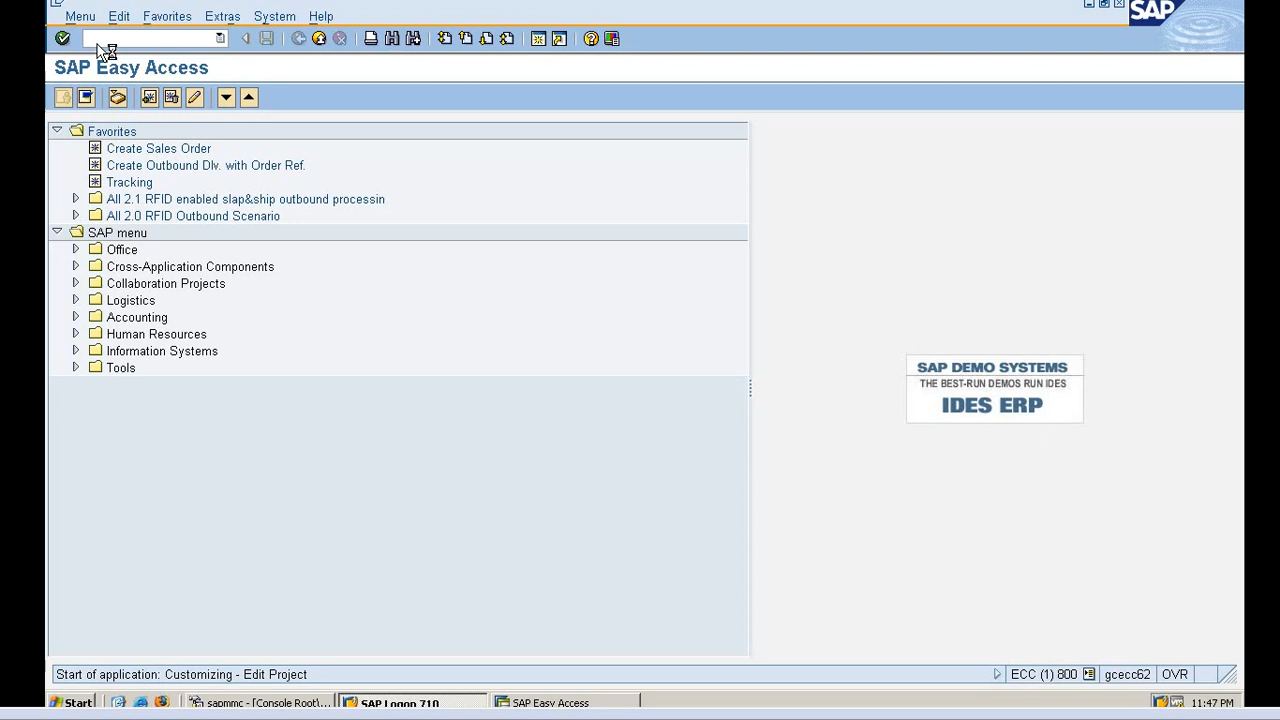 Menu Edit Favorites Extras System Help
SAP
SAP Easy Access
Favorites
Create Sales Order
Create Outbound Dlv. with Order Ref.
Tracking
All 2.1 RFID enabled slap&ship outbound processin
All 2.0 RFID Outbound Scenario
SAP menu
Office
Cross-Application Components
Collaboration Projects
Logistics
Accounting
Human Resources
Information Systems
Tools
SAP DEMO SYSTEMS
THE BEST-RUN DEMOS RUN IDES
IDES ERP
Start of application: Customizing - Edit Project ECC (1) 800 gcecc62 OVR
Start sapmmc - [Console Root\... SAP Logon 710 SAP Easy Access 11:47 PM